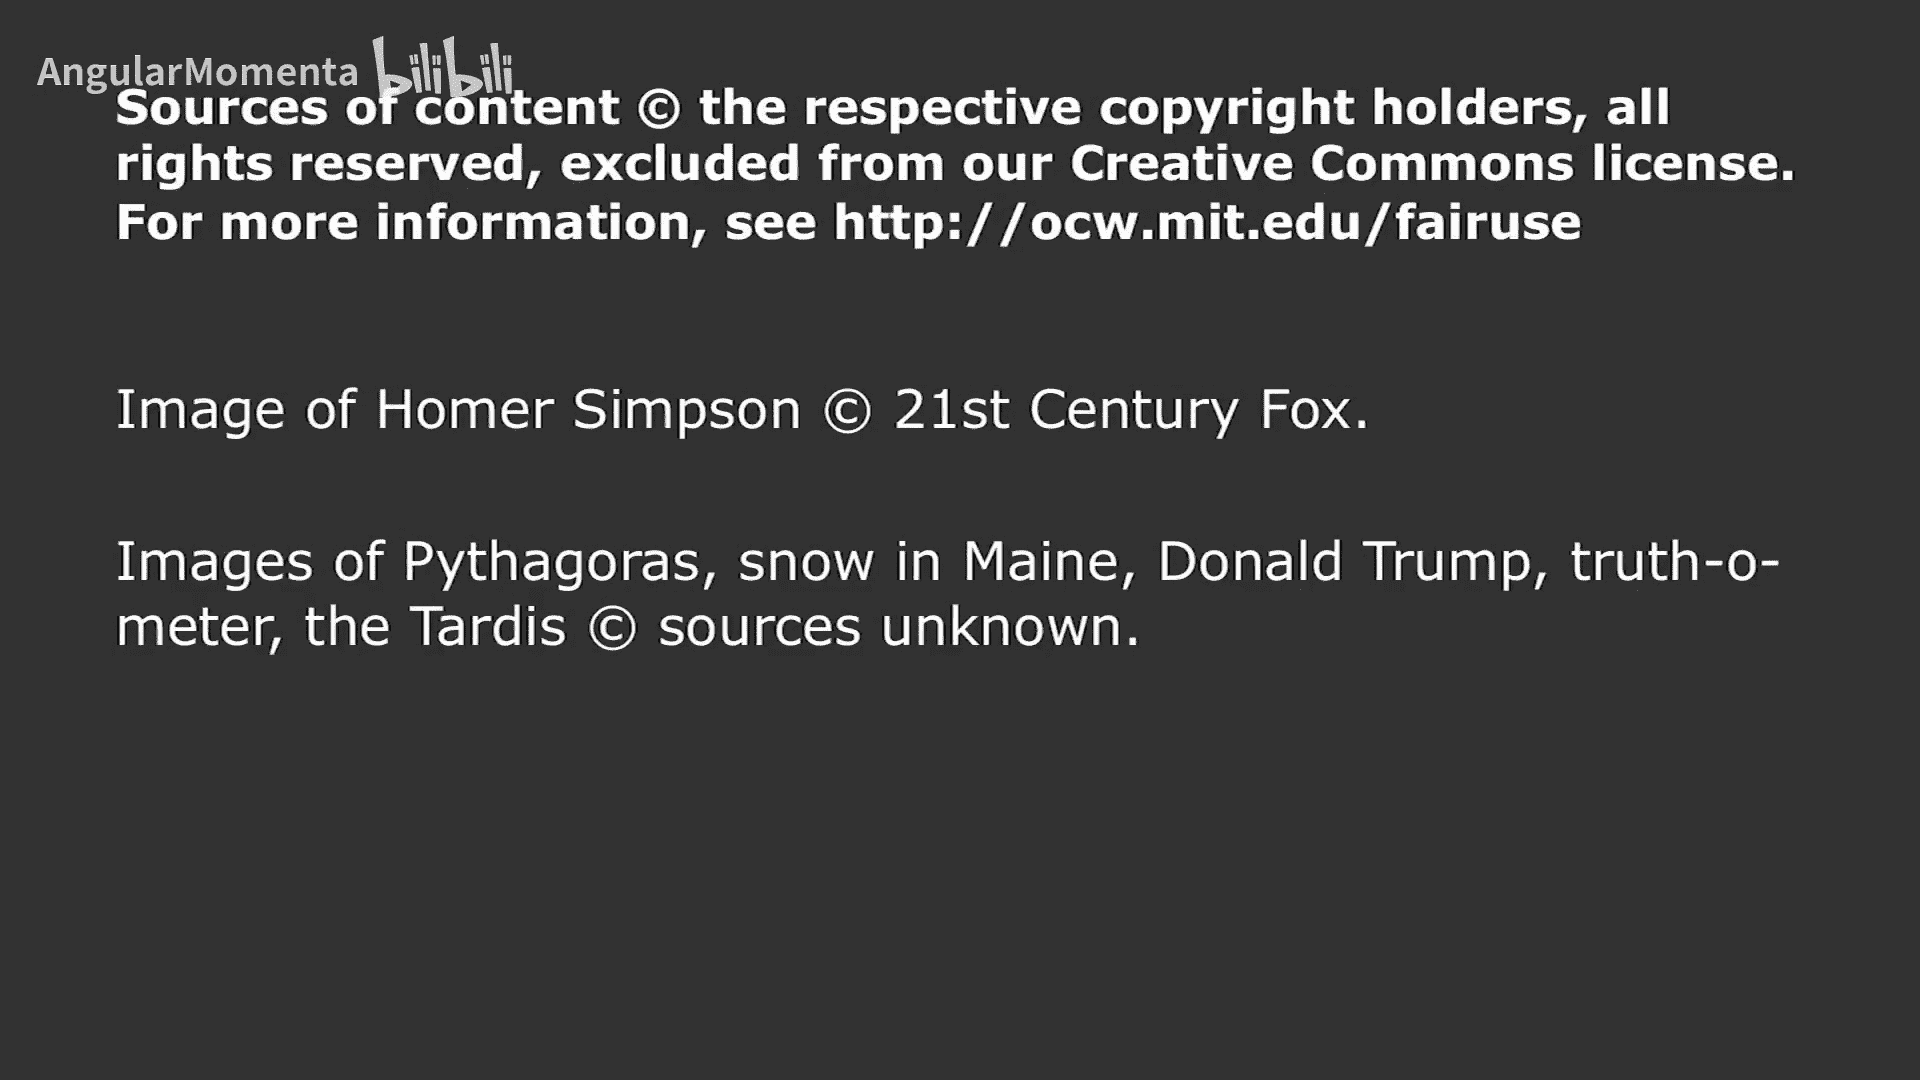 AngularMomenta bilibili
Sources of content © the respective copyright holders, all
rights reserved, excluded from our Creative Commons license.
For more information, see http://ocw.mit.edu/fairuse
Image of Homer Simpson © 21st Century Fox.
Images of Pythagoras, snow in Maine, Donald Trump, truth-o-
meter, the Tardis © sources unknown.